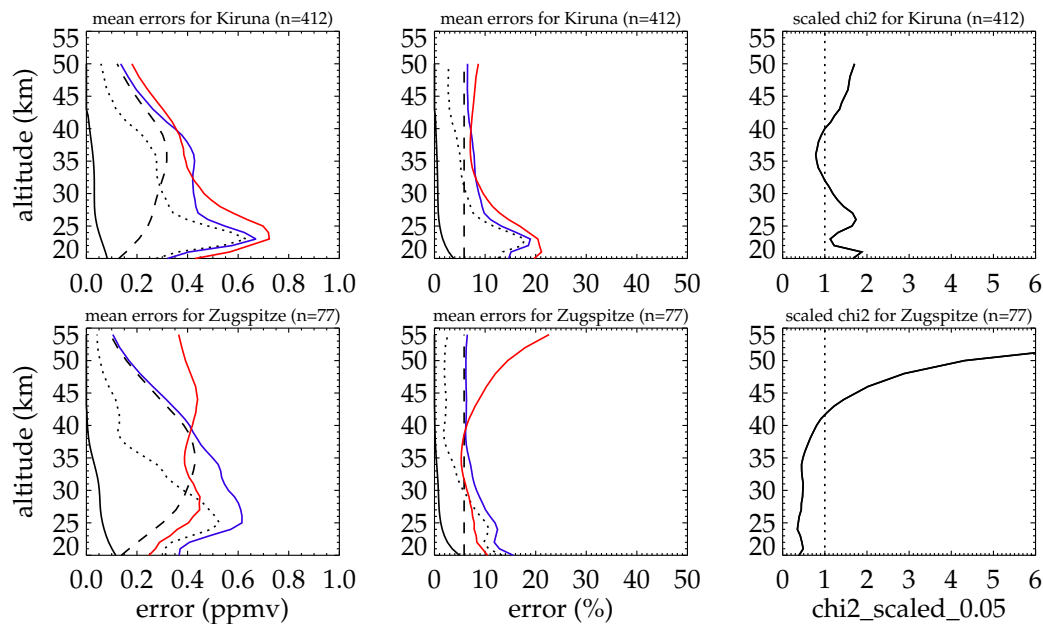 mean errors for Kiruna (n=412)
mean errors for Kiruna (n=412)
scaled chi2 for Kiruna (n=412)
altitude (km)
55
50
45
40
35
30
25
20
0.0 0.2 0.4 0.6 0.8 1.0
55
50
45
40
35
30
25
20
0 10 20 30 40 50
55
50
45
40
35
30
25
20
0 1 2 3 4 5 6
mean errors for Zugspitze (n=77)
mean errors for Zugspitze (n=77)
scaled chi2 for Zugspitze (n=77)
altitude (km)
55
50
45
40
35
30
25
20
0.0 0.2 0.4 0.6 0.8 1.0
error (ppmv)
55
50
45
40
35
30
25
20
0 10 20 30 40 50
error (%)
55
50
45
40
35
30
25
20
0 1 2 3 4 5 6
chi2_scaled_0.05